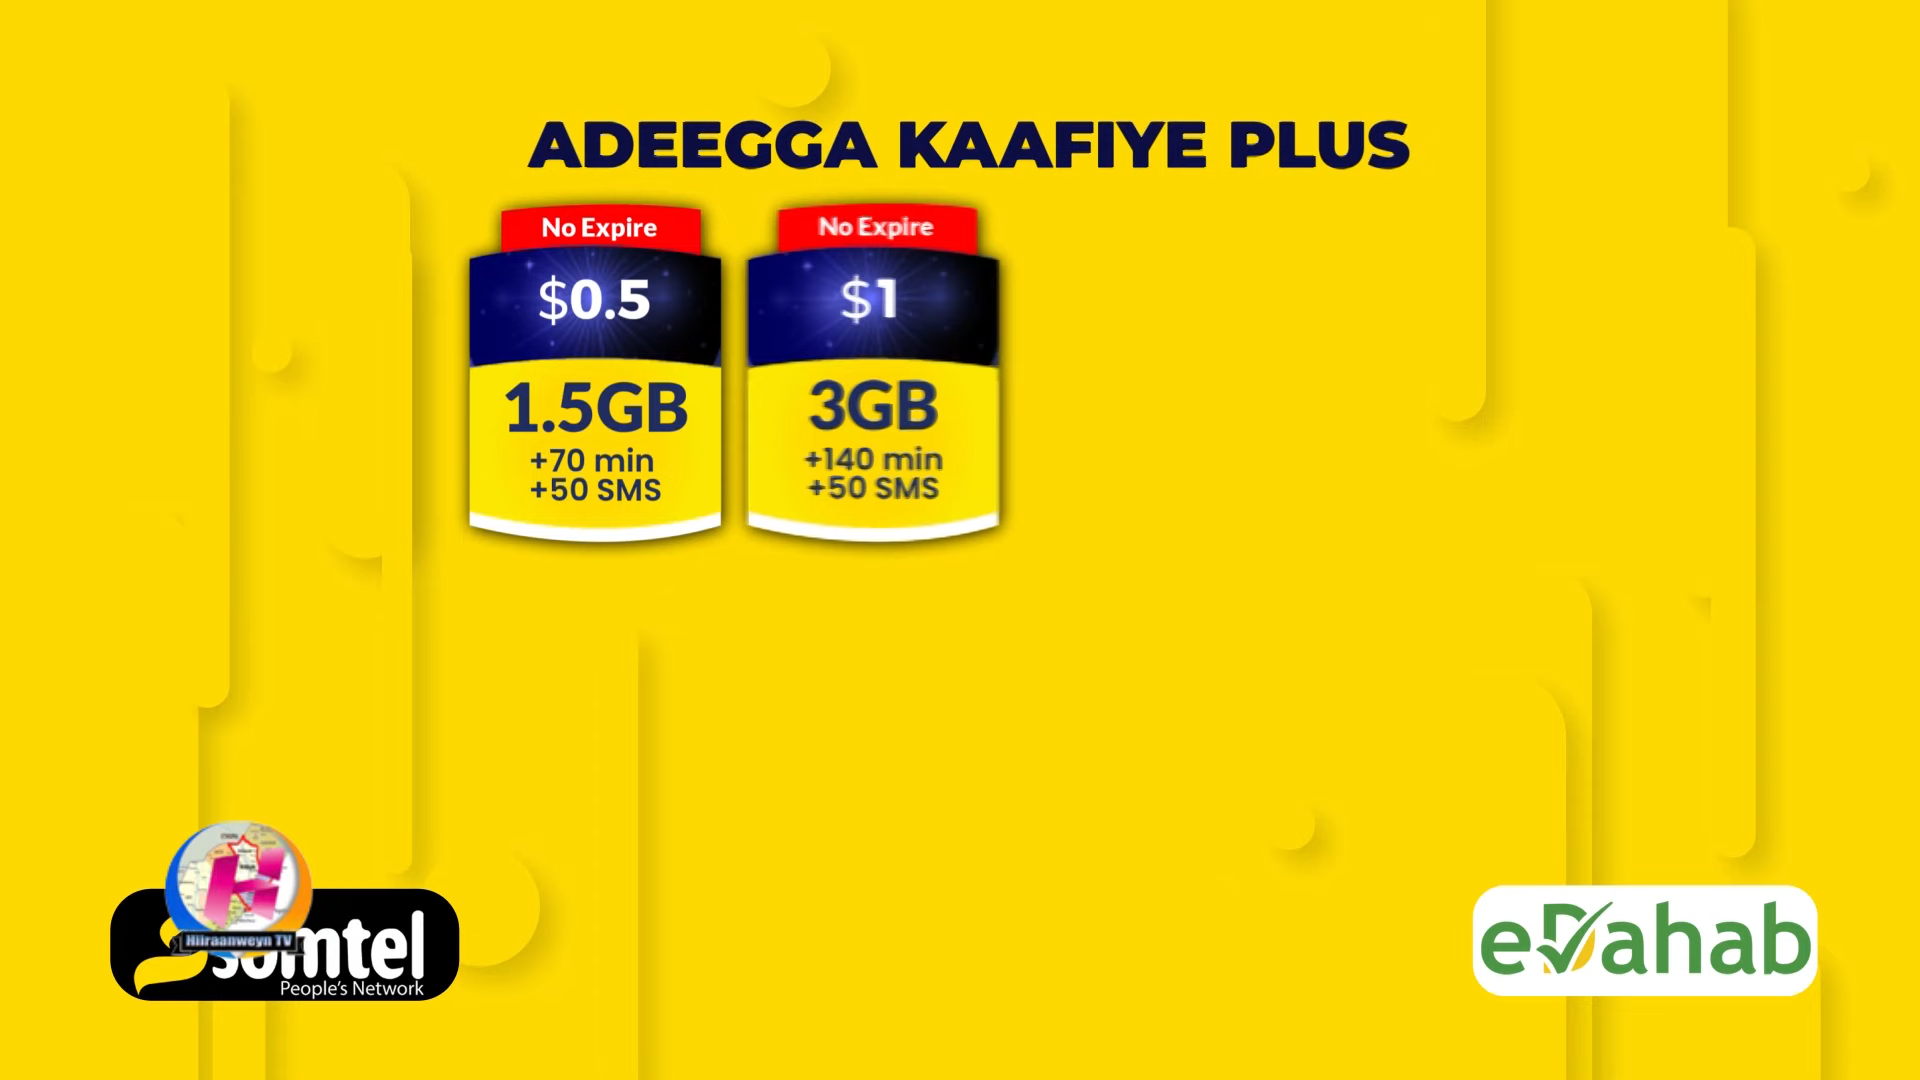 ADEEGGA KAAFIYE PLUS
No Expire
$0.5
1.5GB
+70 min
+50 SMS
No Expire
$1
3GB
+140 min
+50 SMS
Hiiraanweyn TV
somtel
People's Network
eDahab